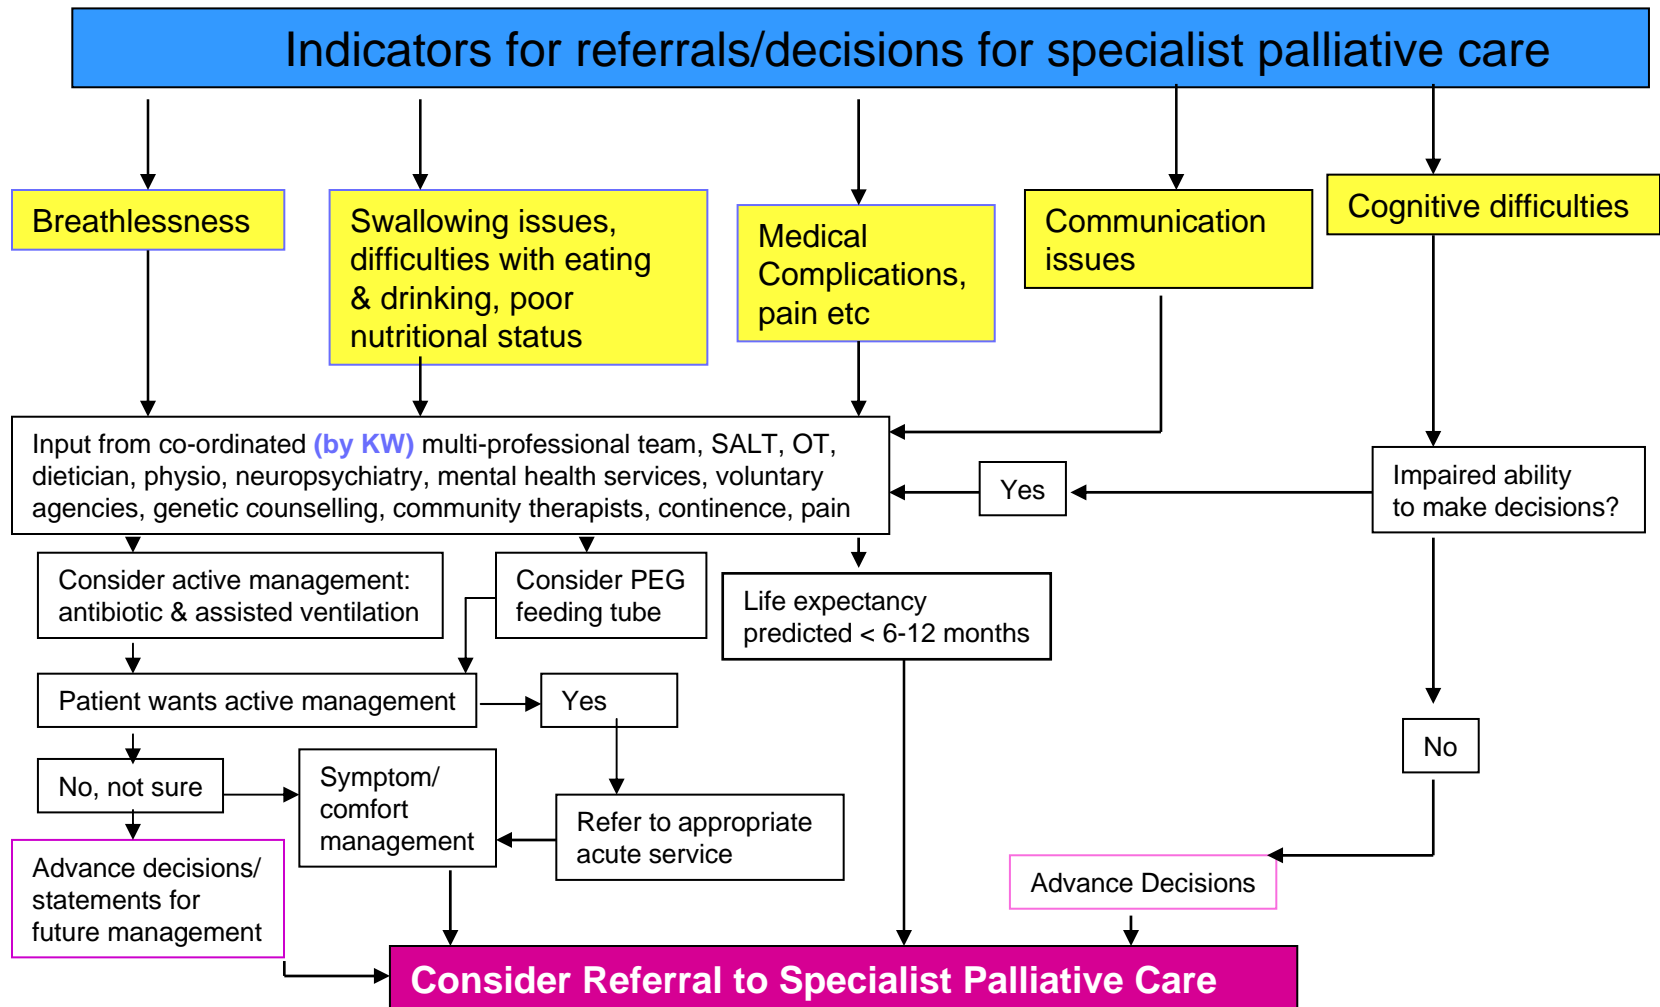 Indicators for referrals/decisions for specialist palliative care
Breathlessness
Swallowing issues,
difficulties with eating
& drinking, poor
nutritional status
Medical
Complications,
pain etc
Communication
issues
Cognitive difficulties
Input from co-ordinated (by KW) multi-professional team, SALT, OT,
dietician, physio, neuropsychiatry, mental health services, voluntary
agencies, genetic counselling, community therapists, continence, pain
Yes
Impaired ability
to make decisions?
Consider active management:
antibiotic & assisted ventilation
Consider PEG
feeding tube
Life expectancy
predicted < 6-12 months
Patient wants active management
Yes
No
No, not sure
Symptom/
comfort
management
Refer to appropriate
acute service
Advance decisions/
statements for
future management
Advance Decisions
Consider Referral to Specialist Palliative Care